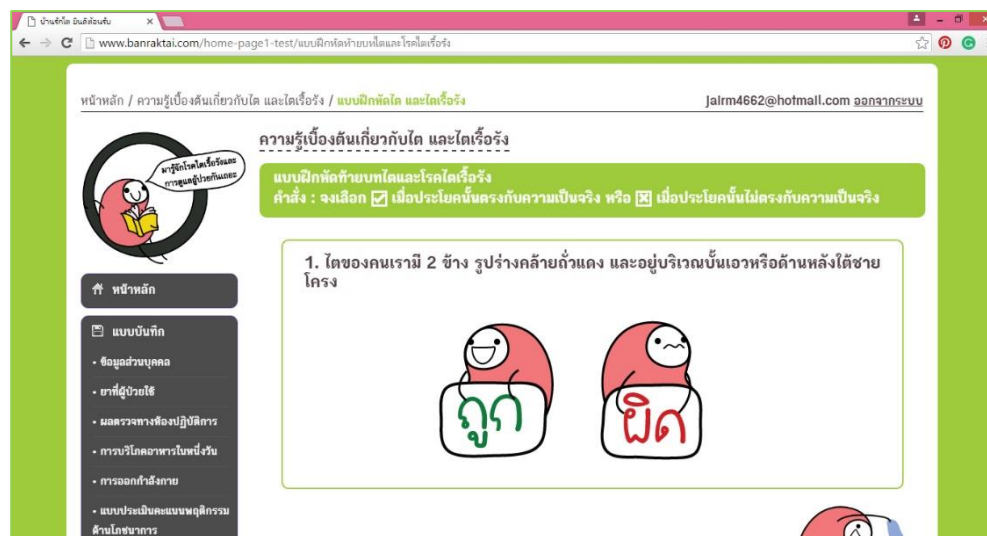 บ้านรักไต ยินดีต้อนรับ
www.banraktai.com/home-page1-test/แบบฝึกหัดท้ายบทไตและโรคไตเรื้อรัง
หน้าหลัก / ความรู้เบื้องต้นเกี่ยวกับไต และไตเรื้อรัง / แบบฝึกหัดไต และไตเรื้อรัง
jairm4662@hotmail.com ออกจากระบบ
มารู้จักโรคไตเรื้อรังและ
การดูแลผู้ป่วยกันเถอะ
ความรู้เบื้องต้นเกี่ยวกับไต และไตเรื้อรัง
แบบฝึกหัดท้ายบทไตและโรคไตเรื้อรัง
คำสั่ง : จงเลือก ☑ เมื่อประโยคนั้นตรงกับความเป็นจริง หรือ ☒ เมื่อประโยคนั้นไม่ตรงกับความเป็นจริง
1. ไตของคนเรามี 2 ข้าง รูปร่างคล้ายถั่วแดง และอยู่บริเวณบั้นเอวหรือด้านหลังใต้ชาย
โครง
ถูก
ผิด
หน้าหลัก
แบบบันทึก
• ข้อมูลส่วนบุคคล
• ยาที่ผู้ป่วยใช้
• ผลตรวจทางห้องปฏิบัติการ
• การบริโภคอาหารในหนึ่งวัน
• การออกกำลังกาย
• แบบประเมินคะแนนพฤติกรรม
ด้านโภชนาการ